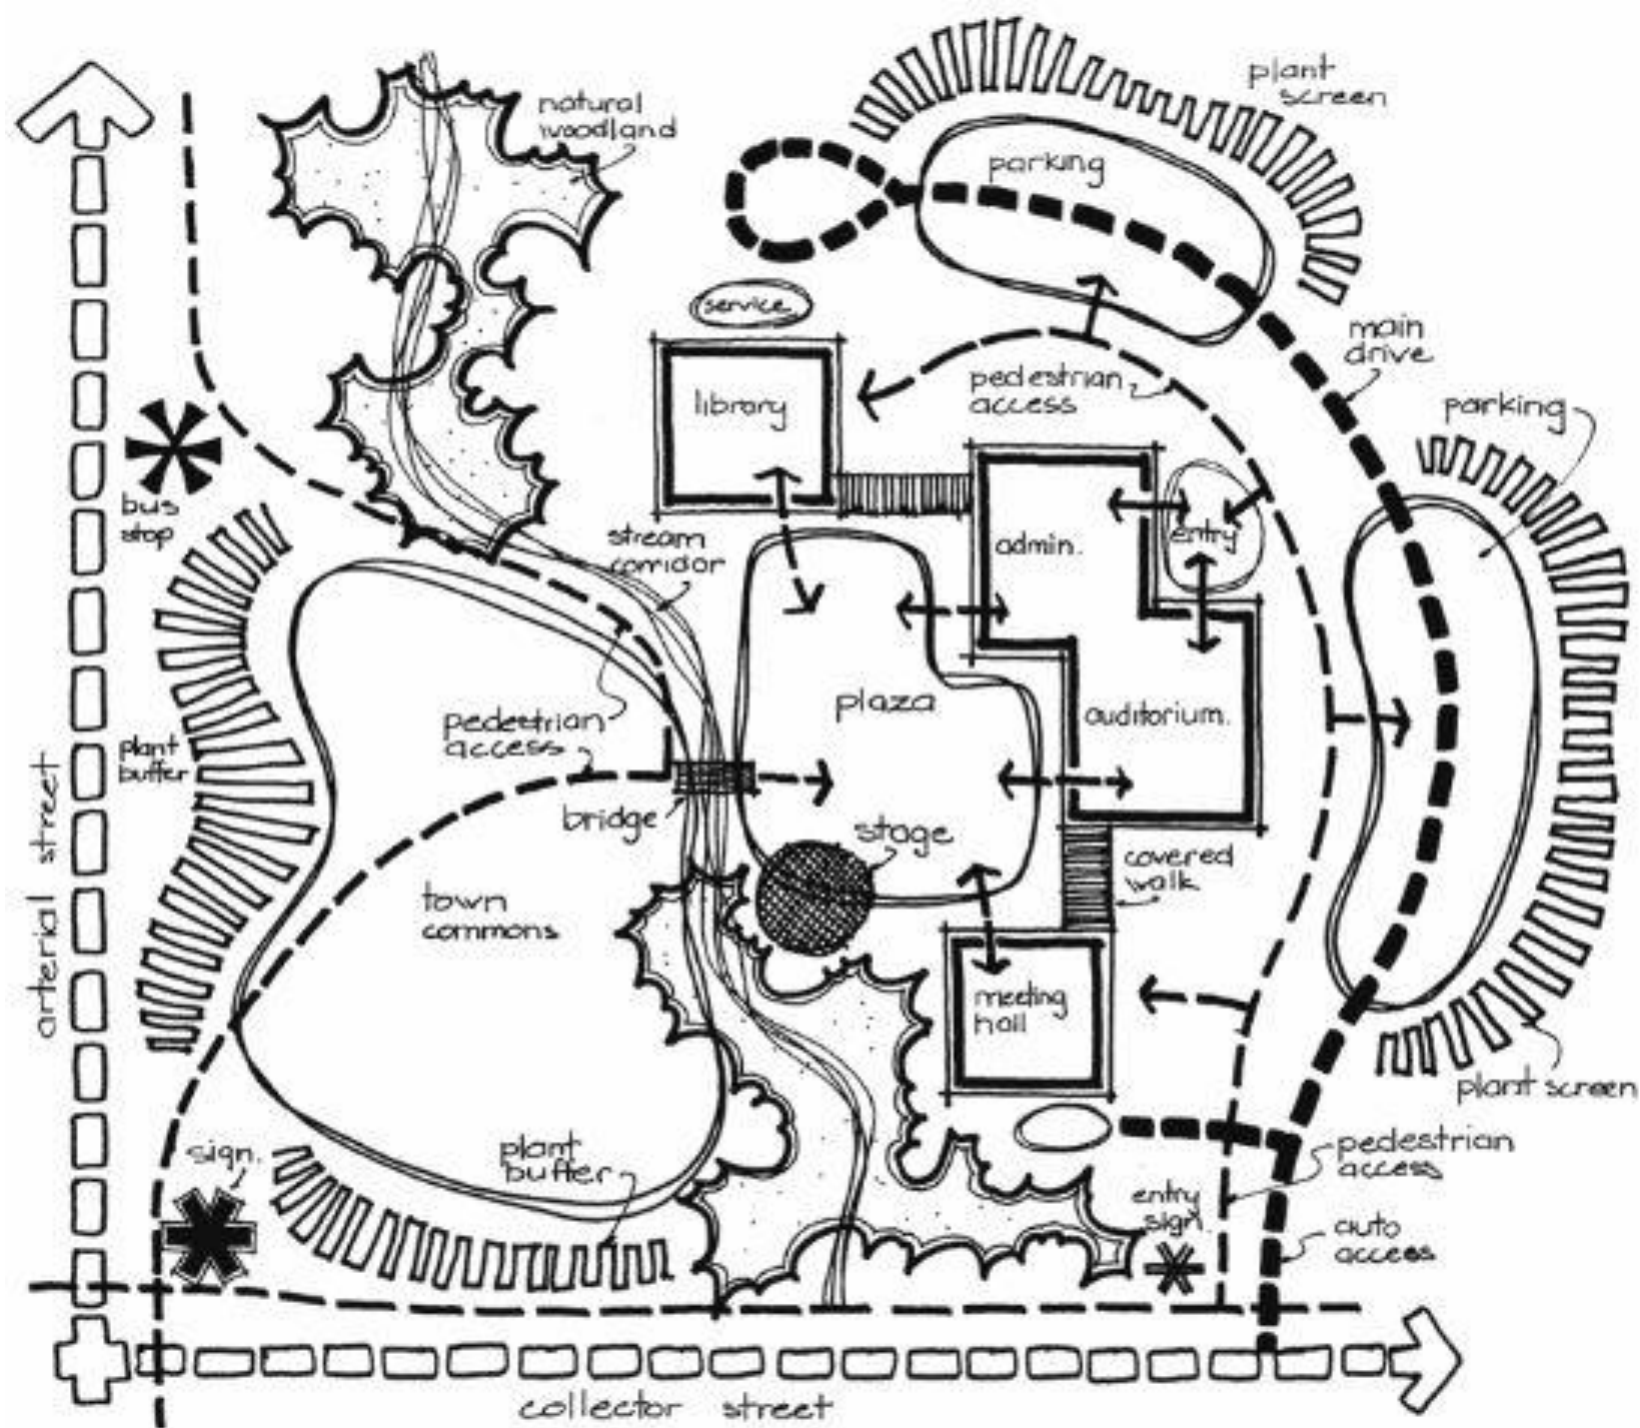 plant
screen
natural
woodland
parking
service
main
drive
pedestrian
access
library
parking
bus
stop
stream
corridor
admin.
entry
plaza
auditorium.
pedestrian
access
plant
buffer
bridge
stage
covered
walk
arterial street
town
commons
meeting
hall
plant screen
sign.
plant
buffer
pedestrian
access
entry
sign.
auto
access
collector street